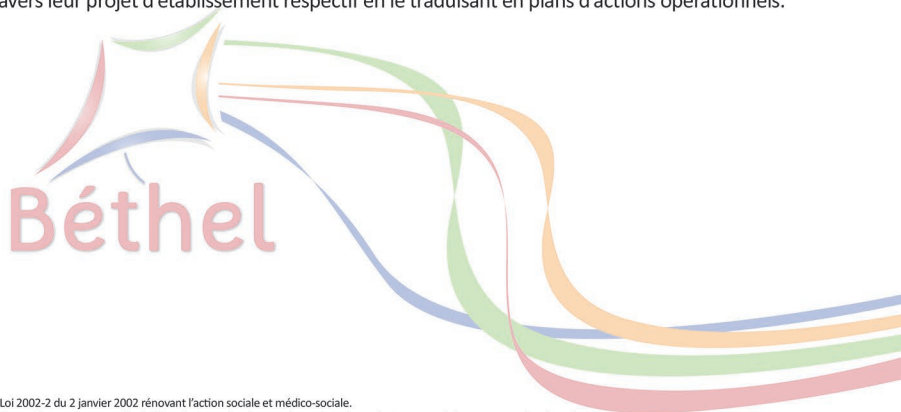 avers leur projet d'établissement respectif en le traduisant en plans d'actions opérationnels.
Béthel
Loi 2002-2 du 2 janvier 2002 rénovant l'action sociale et médico-sociale.